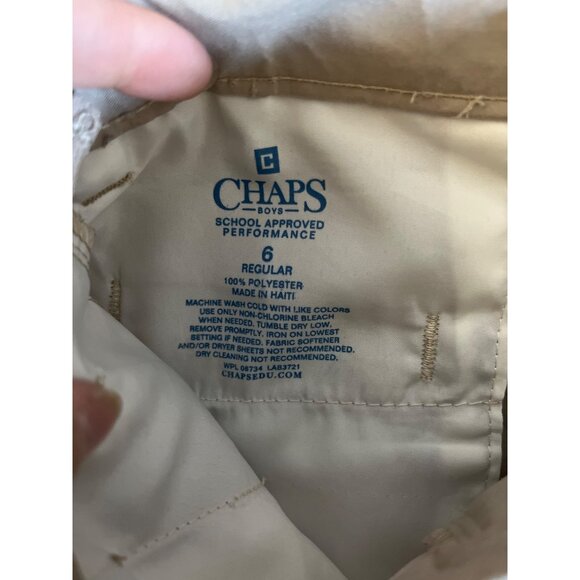 C
CHAPS
BOYS
SCHOOL APPROVED
PERFORMANCE
6
REGULAR
100% POLYESTER
MADE IN HAITI
MACHINE WASH COLD WITH LIKE COLORS
USE ONLY NON-CHLORINE BLEACH
WHEN NEEDED. TUMBLE DRY LOW.
REMOVE PROMPTLY. IRON ON LOWEST
SETTING IF NEEDED. FABRIC SOFTENER
AND/OR DRYER SHEETS NOT RECOMMENDED.
DRY CLEANING NOT RECOMMENDED.
WPL 08734 LAB3721
CHAPSEDU.COM